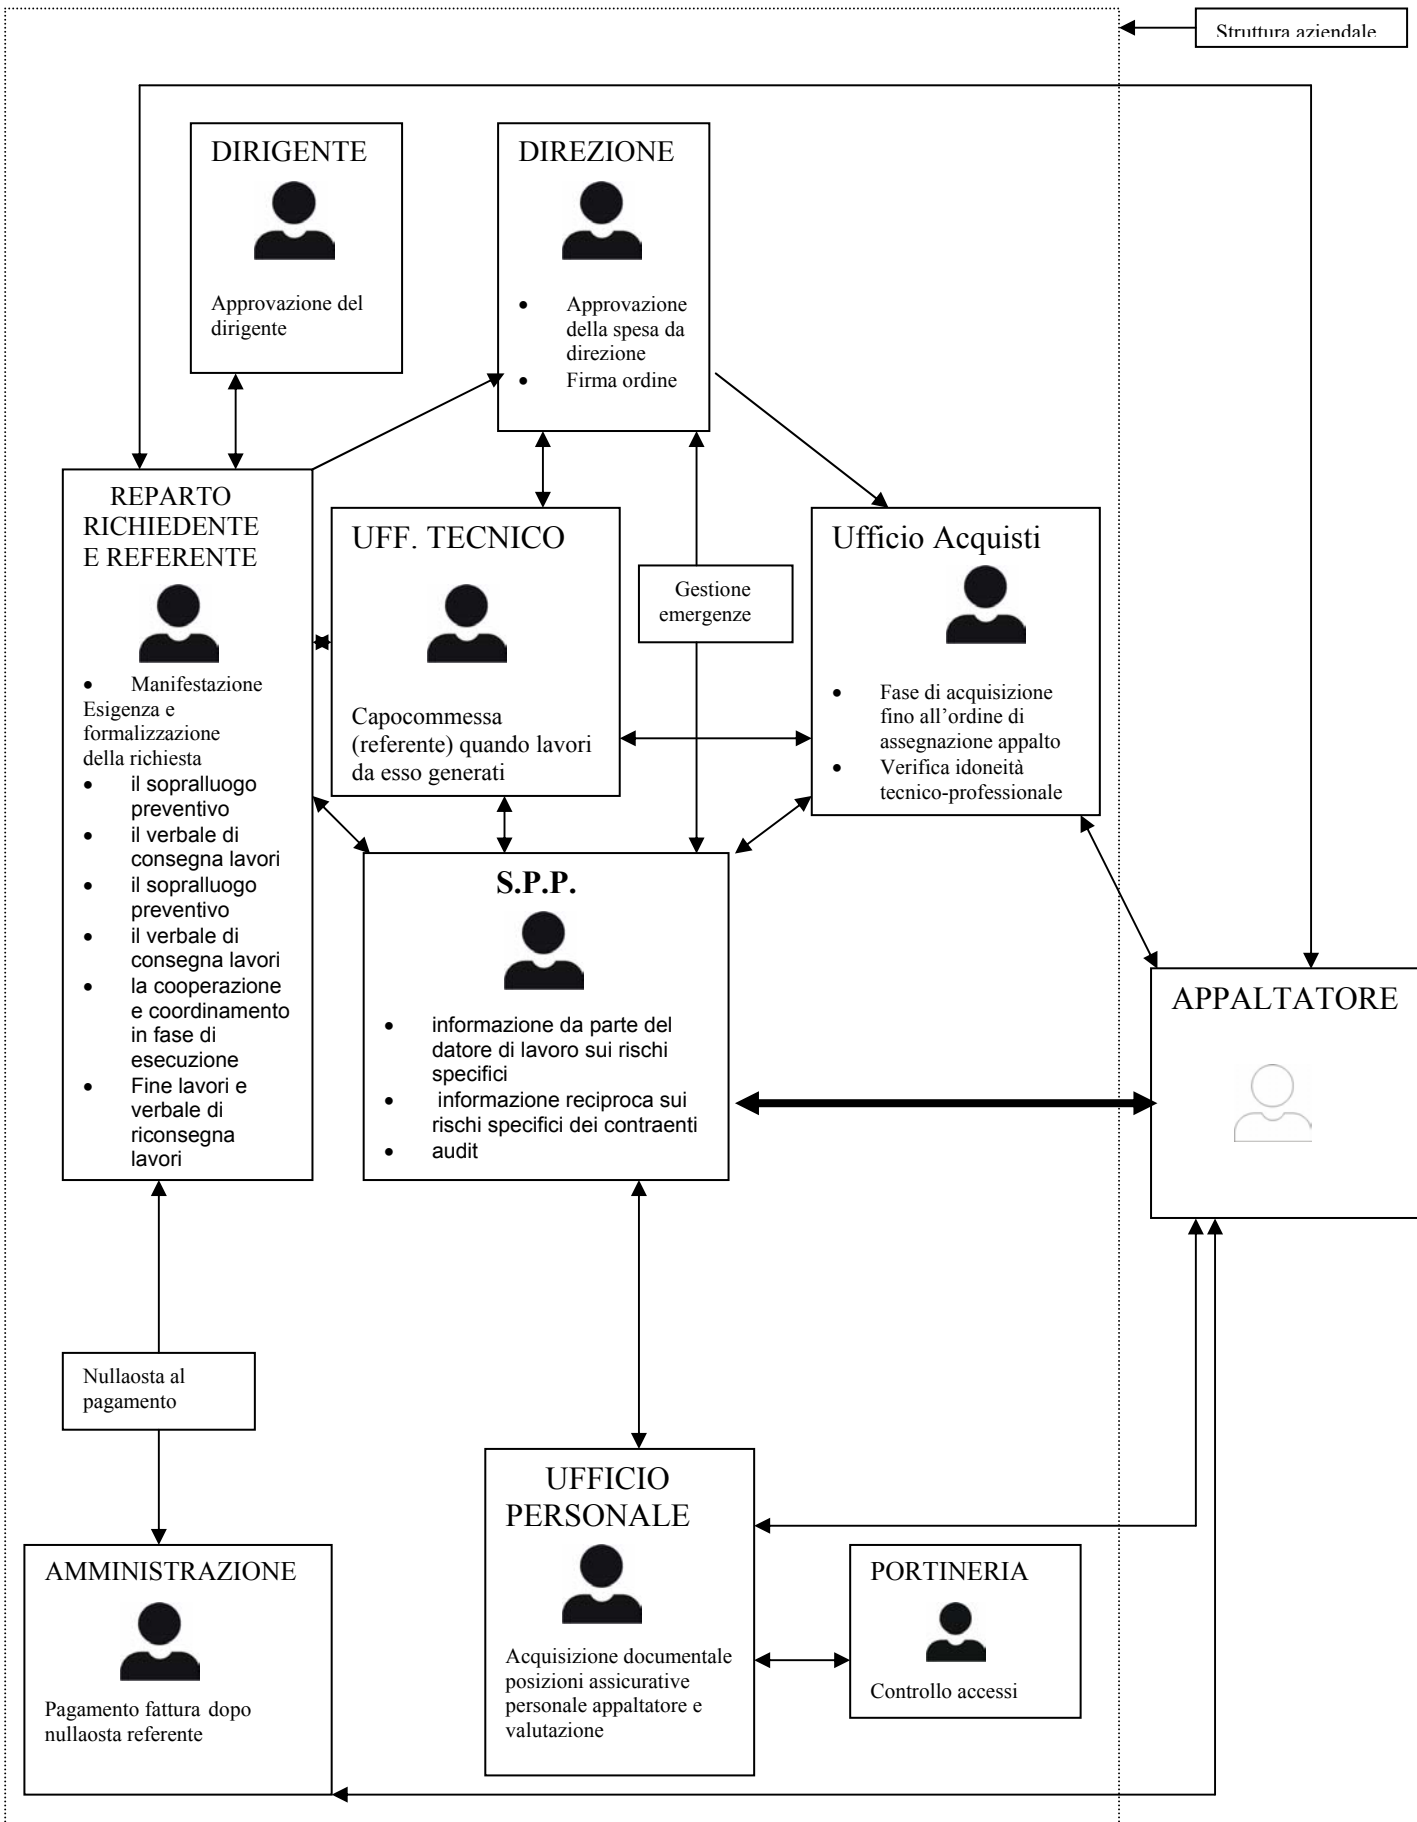 Struttura aziendale
DIRIGENTE
Approvazione del
dirigente
DIREZIONE
• Approvazione
della spesa da
direzione
• Firma ordine
REPARTO
RICHIEDENTE
E REFERENTE
• Manifestazione
Esigenza e
formalizzazione
della richiesta
• il sopralluogo
preventivo
• il verbale di
consegna lavori
• il sopralluogo
preventivo
• il verbale di
consegna lavori
• la cooperazione
e coordinamento
in fase di
esecuzione
• Fine lavori e
verbale di
riconsegna
lavori
UFF. TECNICO
Capocommessa
(referente) quando lavori
da esso generati
Gestione
emergenze
Ufficio Acquisti
• Fase di acquisizione
fino all'ordine di
assegnazione appalto
• Verifica idoneità
tecnico-professionale
S.P.P.
• informazione da parte del
datore di lavoro sui rischi
specifici
• informazione reciproca sui
rischi specifici dei contraenti
• audit
APPALTATORE
Nullaosta al
pagamento
UFFICIO
PERSONALE
Acquisizione documentale
posizioni assicurative
personale appaltatore e
valutazione
AMMINISTRAZIONE
Pagamento fattura dopo
nullaosta referente
PORTINERIA
Controllo accessi